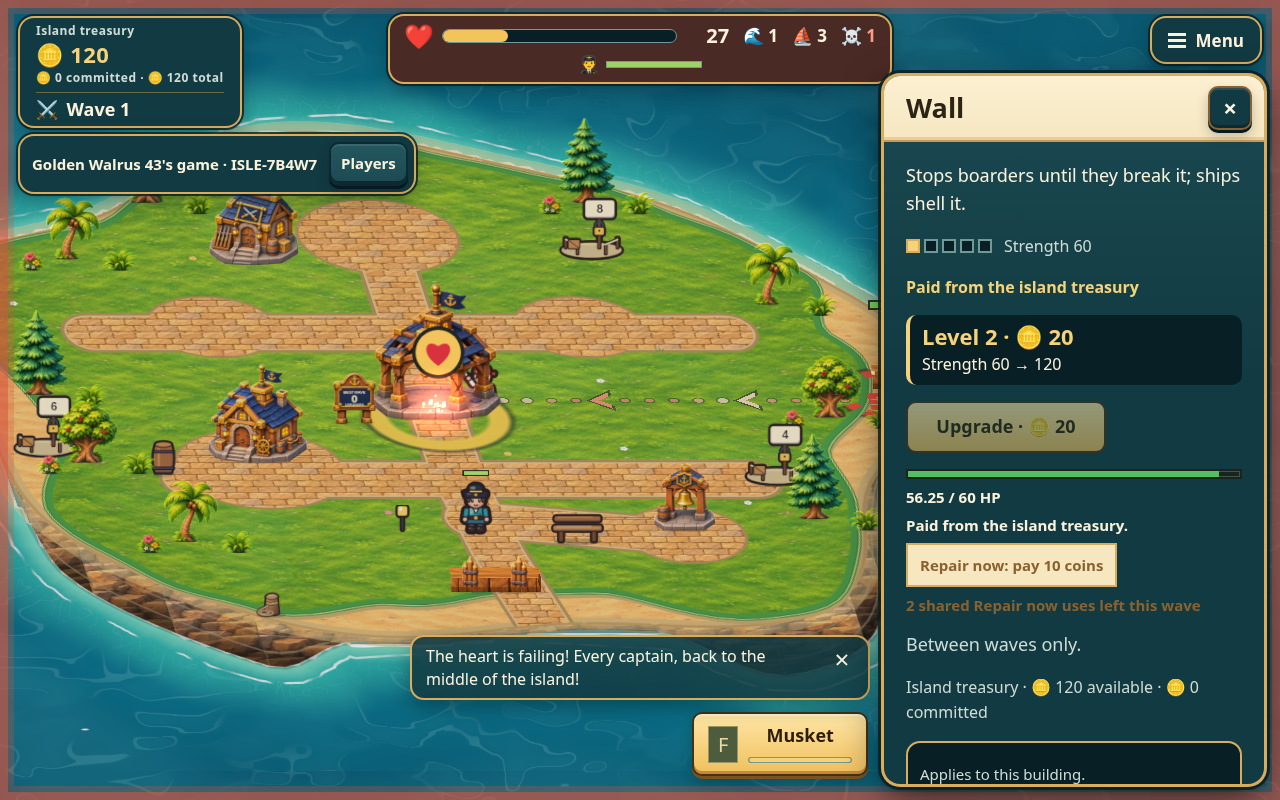 Island treasury
120
0 committed · 120 total
Wave 1
27 1 3 1
Menu
Golden Walrus 43's game · ISLE-7B4W7
Players
8
6
4
0
Wall
×
Stops boarders until they break it; ships
shell it.
Strength 60
Paid from the island treasury
Level 2 · 20
Strength 60 → 120
Upgrade · 20
56.25 / 60 HP
Paid from the island treasury.
Repair now: pay 10 coins
2 shared Repair now uses left this wave
Between waves only.
Island treasury · 120 available · 0
committed
Applies to this building.
The heart is failing! Every captain, back to the
middle of the island!
F
Musket